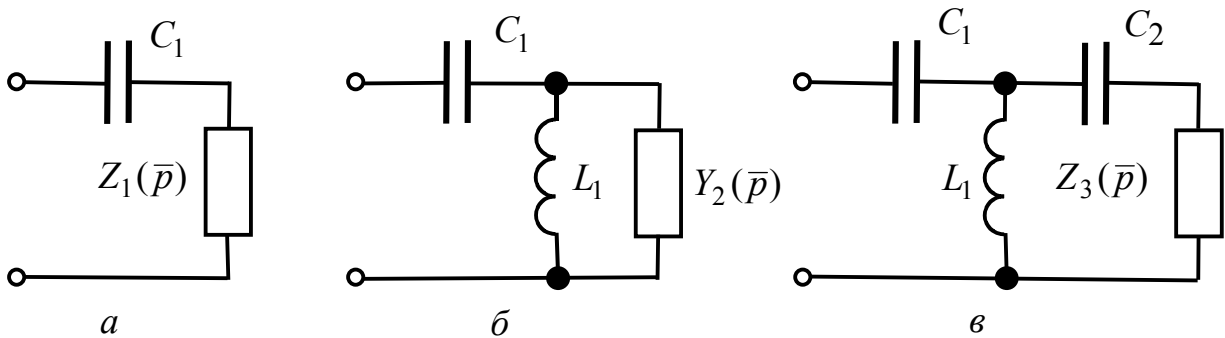 C₁ C₁ C₁ C₂
Z₁(p̅) L₁ Y₂(p̅) L₁ Z₃(p̅)
а б в